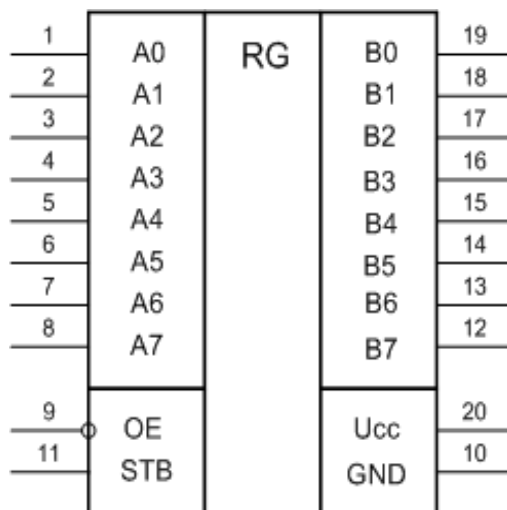 1 A0 RG B0 19
2 A1 B1 18
3 A2 B2 17
4 A3 B3 16
5 A4 B4 15
6 A5 B5 14
7 A6 B6 13
8 A7 B7 12
9 OE Ucc 20
11 STB GND 10